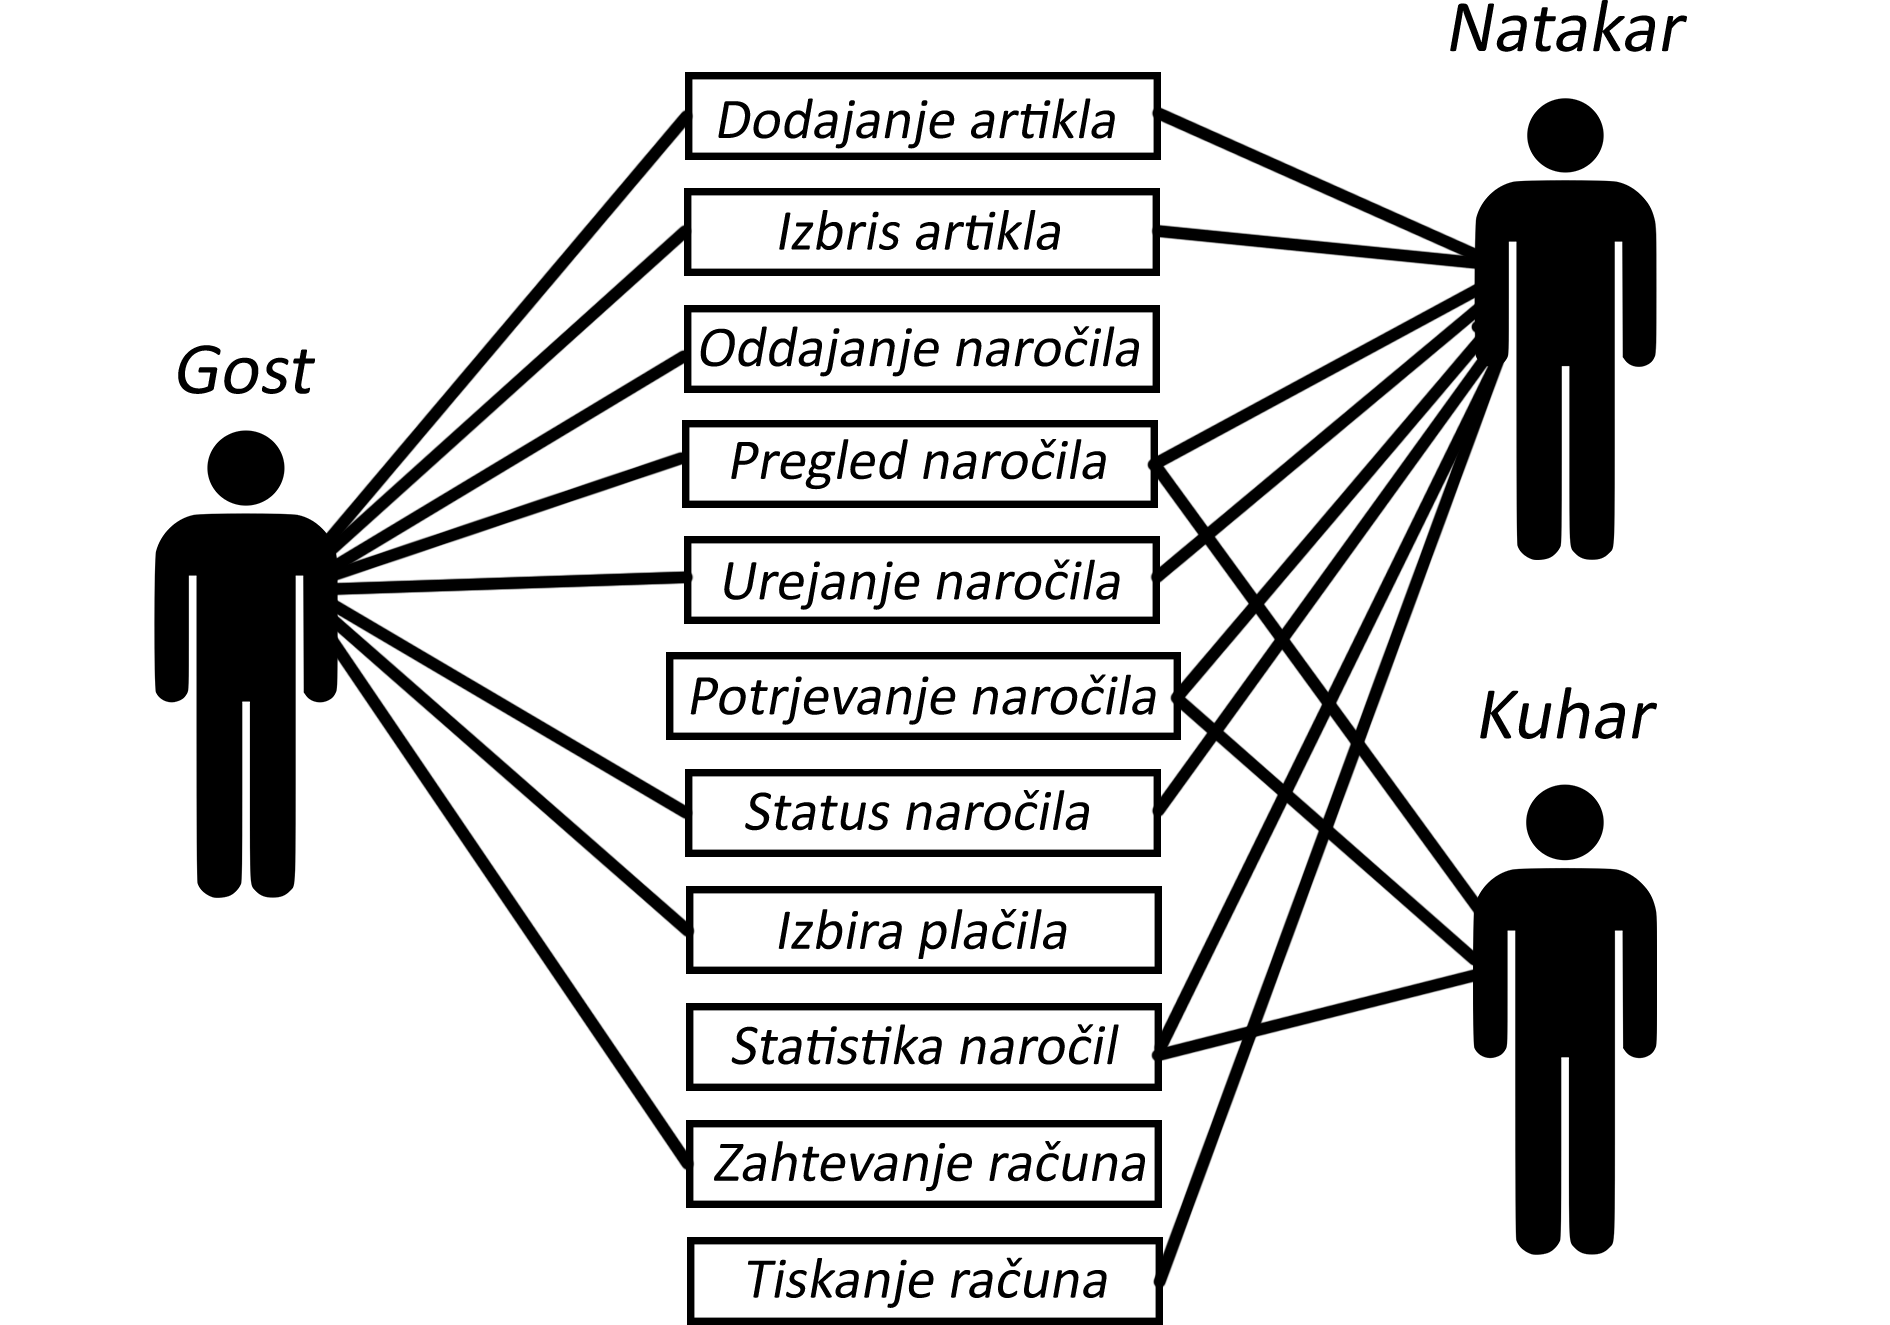 Natakar
Dodajanje artikla
Izbris artikla
Oddajanje naročila
Gost
Pregled naročila
Urejanje naročila
Potrjevanje naročila
Kuhar
Status naročila
Izbira plačila
Statistika naročil
Zahtevanje računa
Tiskanje računa